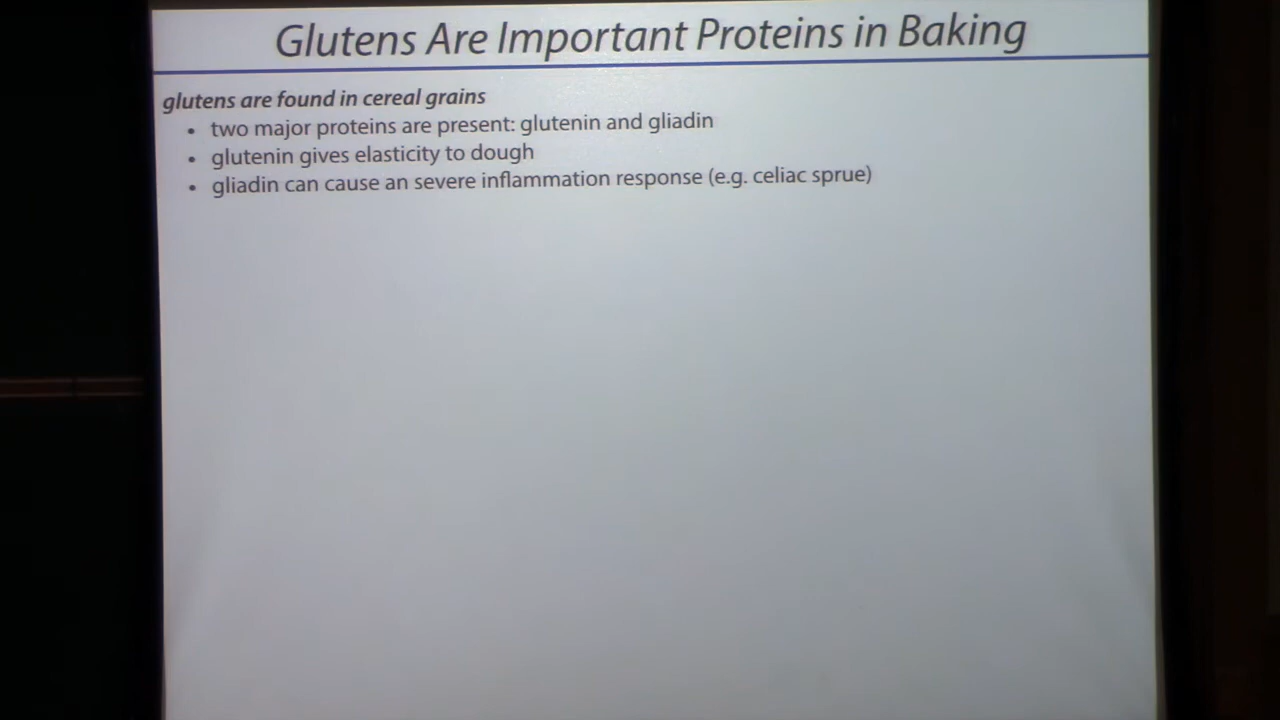 Glutens Are Important Proteins in Baking
glutens are found in cereal grains
• two major proteins are present: glutenin and gliadin
• glutenin gives elasticity to dough
• gliadin can cause an severe inflammation response (e.g. celiac sprue)